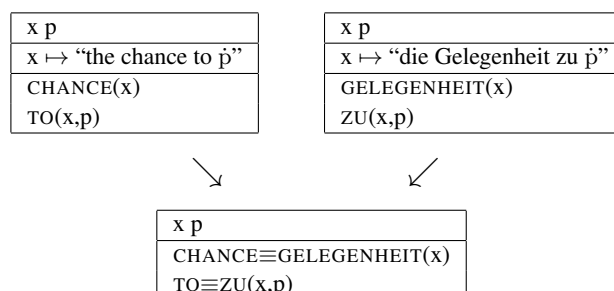 x p
x ↦ “the chance to ṗ”
CHANCE(x)
TO(x,p)
x p
x ↦ “die Gelegenheit zu ṗ”
GELEGENHEIT(x)
ZU(x,p)
↘ ↙
x p
CHANCE≡GELEGENHEIT(x)
TO≡ZU(x,p)